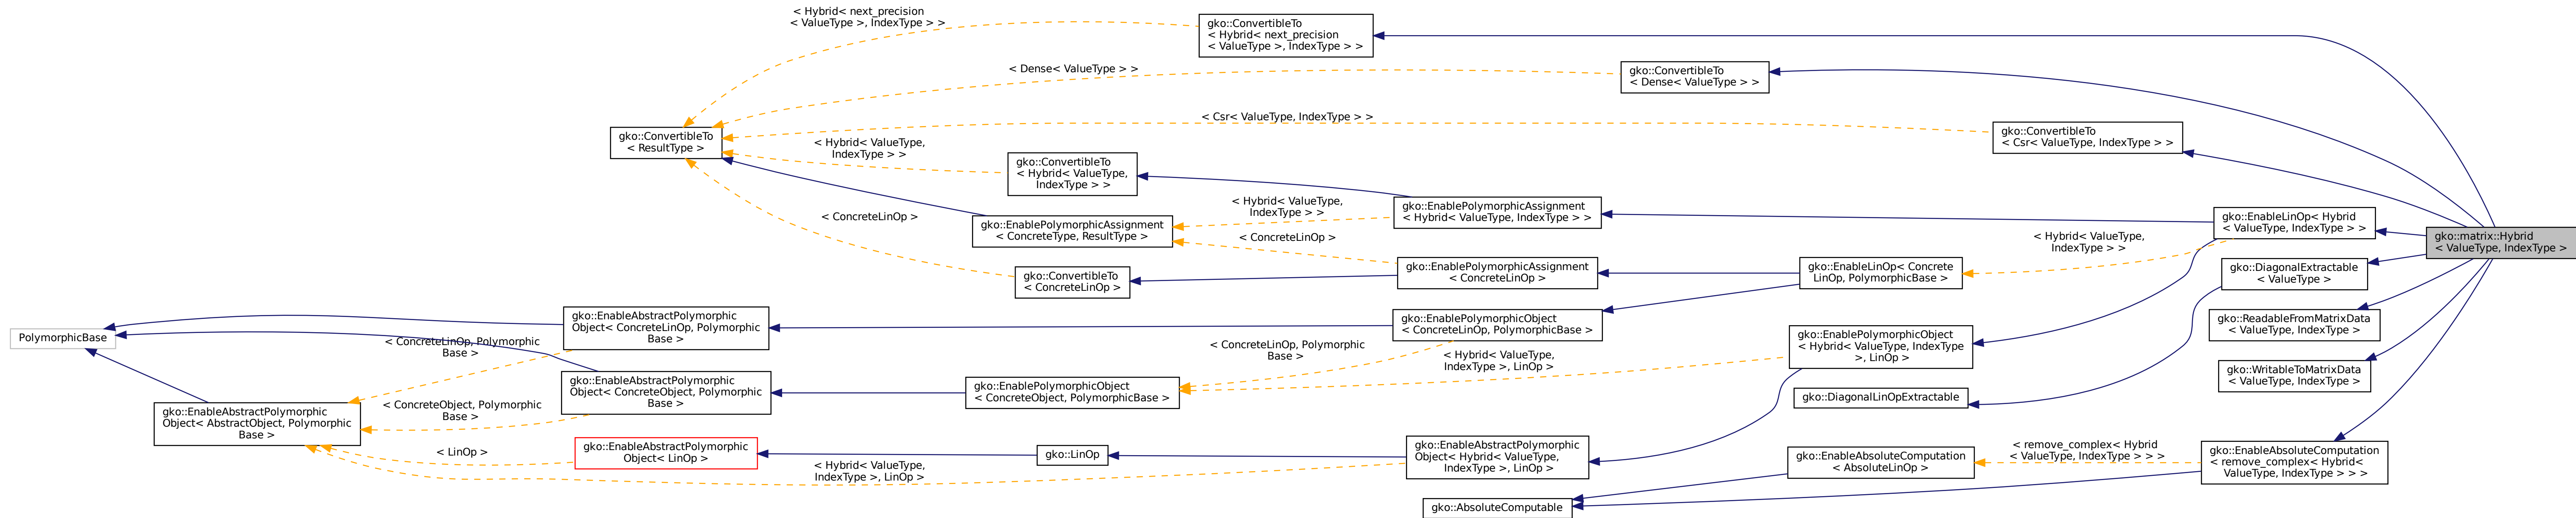 < Hybrid< next_precision
< ValueType >, IndexType > >
gko::ConvertibleTo
< Hybrid< next_precision
< ValueType >, IndexType > >
< Dense< ValueType > >
gko::ConvertibleTo
< Dense< ValueType > >
< Csr< ValueType, IndexType > >
gko::ConvertibleTo
< Csr< ValueType, IndexType > >
gko::ConvertibleTo
< ResultType >
< Hybrid< ValueType,
IndexType > >
gko::ConvertibleTo
< Hybrid< ValueType,
IndexType > >
< ConcreteLinOp >
gko::EnablePolymorphicAssignment
< ConcreteType, ResultType >
< Hybrid< ValueType,
IndexType > >
< ConcreteLinOp >
gko::EnablePolymorphicAssignment
< Hybrid< ValueType, IndexType > >
gko::EnableLinOp< Hybrid
< ValueType, IndexType > >
gko::matrix::Hybrid
< ValueType, IndexType >
< Hybrid< ValueType,
IndexType > >
gko::ConvertibleTo
< ConcreteLinOp >
gko::EnablePolymorphicAssignment
< ConcreteLinOp >
gko::EnableLinOp< Concrete
LinOp, PolymorphicBase >
gko::DiagonalExtractable
< ValueType >
PolymorphicBase
gko::EnableAbstractPolymorphic
Object< ConcreteLinOp, Polymorphic
Base >
gko::EnablePolymorphicObject
< ConcreteLinOp, PolymorphicBase >
gko::EnablePolymorphicObject
< Hybrid< ValueType, IndexType
>, LinOp >
gko::ReadableFromMatrixData
< ValueType, IndexType >
< ConcreteLinOp, Polymorphic
Base >
< ConcreteLinOp, Polymorphic
Base >
< Hybrid< ValueType,
IndexType >, LinOp >
gko::WritableToMatrixData
< ValueType, IndexType >
gko::EnableAbstractPolymorphic
Object< AbstractObject, Polymorphic
Base >
< ConcreteObject, Polymorphic
Base >
gko::EnableAbstractPolymorphic
Object< ConcreteObject, Polymorphic
Base >
gko::EnablePolymorphicObject
< ConcreteObject, PolymorphicBase >
gko::DiagonalLinOpExtractable
< LinOp >
gko::EnableAbstractPolymorphic
Object< LinOp >
< Hybrid< ValueType,
IndexType >, LinOp >
gko::LinOp
gko::EnableAbstractPolymorphic
Object< Hybrid< ValueType,
IndexType >, LinOp >
gko::EnableAbsoluteComputation
< AbsoluteLinOp >
< remove_complex< Hybrid
< ValueType, IndexType > > >
gko::EnableAbsoluteComputation
< remove_complex< Hybrid<
ValueType, IndexType > > >
gko::AbsoluteComputable